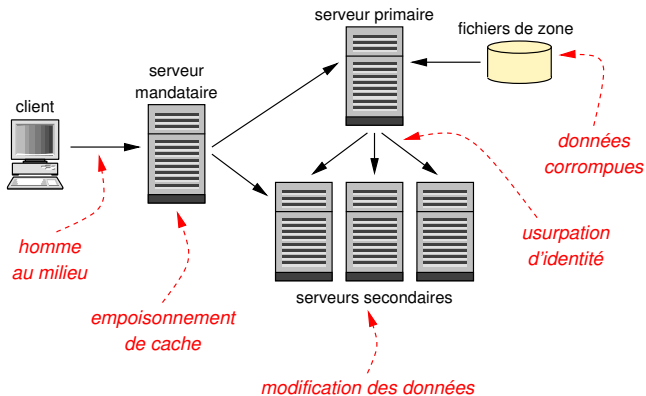 serveur primaire
fichiers de zone
serveur
mandataire
client
données
corrompues
usurpation
d'identité
homme
au milieu
serveurs secondaires
empoisonnement
de cache
modification des données